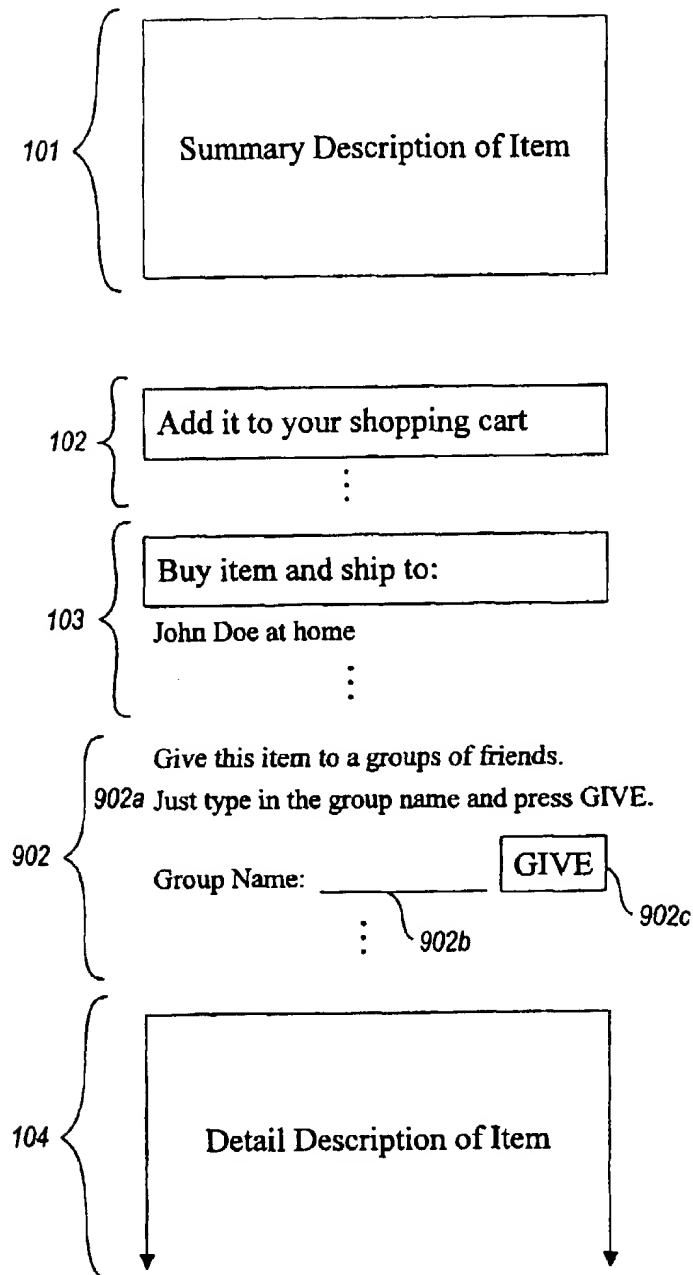 101
Summary Description of Item
102
Add it to your shopping cart
103
Buy item and ship to:
John Doe at home
902
Give this item to a groups of friends.
902a Just type in the group name and press GIVE.
Group Name: GIVE
902b
902c
104
Detail Description of Item